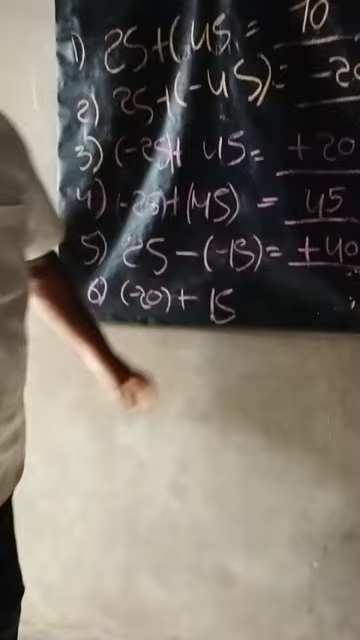 1) 25+(45 = 70
2) 25+(-45)= -20
3) (-25)+ 45= +20
4) (-25)+(45) = 45
5) 25-(-15)= +40
6) (-20)+ 15